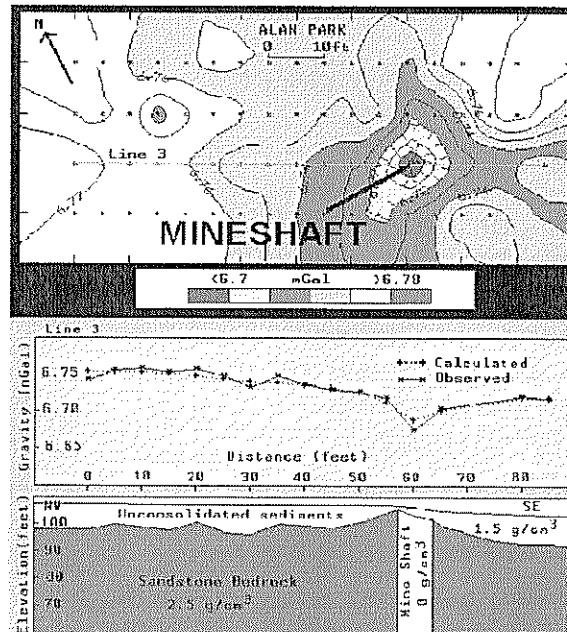 N
ALAN PARK
0 10ft
Line 3
6.77
MINESHAFT
<6.7 mGal >6.78
Line 3
Gravity (mGal)
6.75
6.70
6.65
Calculated
Observed
Distance (feet)
0 10 20 30 40 50 60 70 80
Elevation(feet)
NW
SE
100
90
80
70
Unconsolidated sediments
1.5 g/cm3
Sandstone Bedrock
2.5 g/cm3
Mine Shaft
0 g/cm3